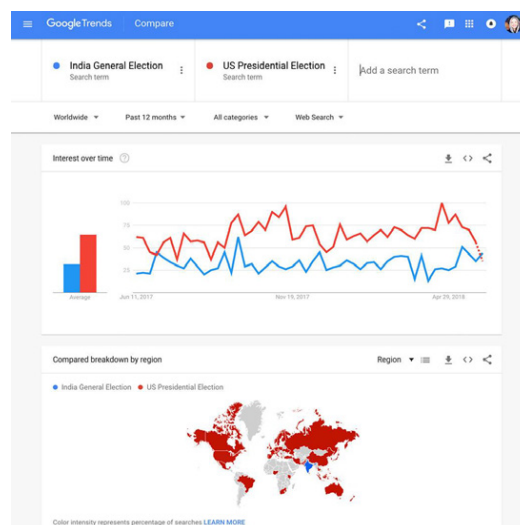 Google Trends Compare
India General Election
Search term
US Presidential Election
Search term
Add a search term
Worldwide Past 12 months All categories Web Search
Interest over time
100
75
50
25
Average
Jun 11, 2017 Nov 19, 2017 Apr 29, 2018
Compared breakdown by region Region
India General Election US Presidential Election
Color intensity represents percentage of searches LEARN MORE